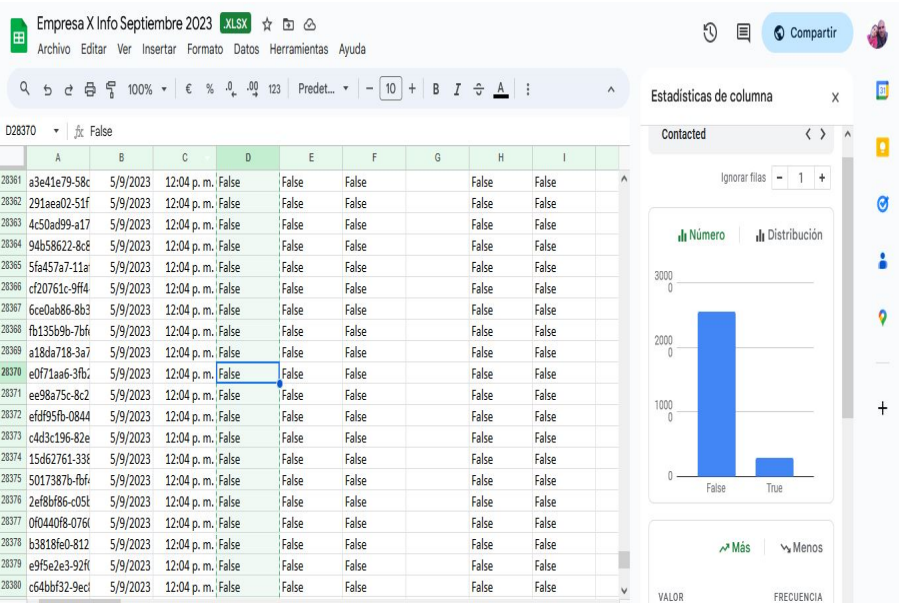 Empresa X Info Septiembre 2023 .XLSX
Archivo Editar Ver Insertar Formato Datos Herramientas Ayuda
Compartir
100% € % .0 .00 123 Predet... − 10 + B I A
D28370 fx False
A B C D E F G H I
28361 a3e41e79-58c 5/9/2023 12:04 p. m. False False False False False
28362 291aea02-51f 5/9/2023 12:04 p. m. False False False False False
28363 4c50ad99-a17 5/9/2023 12:04 p. m. False False False False False
28364 94b58622-8c8 5/9/2023 12:04 p. m. False False False False False
28365 5fa457a7-11a 5/9/2023 12:04 p. m. False False False False False
28366 cf20761c-9ff4 5/9/2023 12:04 p. m. False False False False False
28367 6ce0ab86-8b3 5/9/2023 12:04 p. m. False False False False False
28368 fb135b9b-7bf 5/9/2023 12:04 p. m. False False False False False
28369 a18da718-3a7 5/9/2023 12:04 p. m. False False False False False
28370 e0f71aa6-3fb2 5/9/2023 12:04 p. m. False False False False False
28371 ee98a75c-8c2 5/9/2023 12:04 p. m. False False False False False
28372 efdf95fb-0844 5/9/2023 12:04 p. m. False False False False False
28373 c4d3c196-82e 5/9/2023 12:04 p. m. False False False False False
28374 15d62761-338 5/9/2023 12:04 p. m. False False False False False
28375 5017387b-fbf 5/9/2023 12:04 p. m. False False False False False
28376 2ef8bf86-c05 5/9/2023 12:04 p. m. False False False False False
28377 0f0440f8-076 5/9/2023 12:04 p. m. False False False False False
28378 b3818fe0-812 5/9/2023 12:04 p. m. False False False False False
28379 e9f5e2e3-92f 5/9/2023 12:04 p. m. False False False False False
28380 c64bbf32-9ec 5/9/2023 12:04 p. m. False False False False False
Estadísticas de columna X
Contacted < >
Ignorar filas − 1 +
Número Distribución
3000
0
2000
0
1000
0
0
False True
Más Menos
VALOR FRECUENCIA
31
+